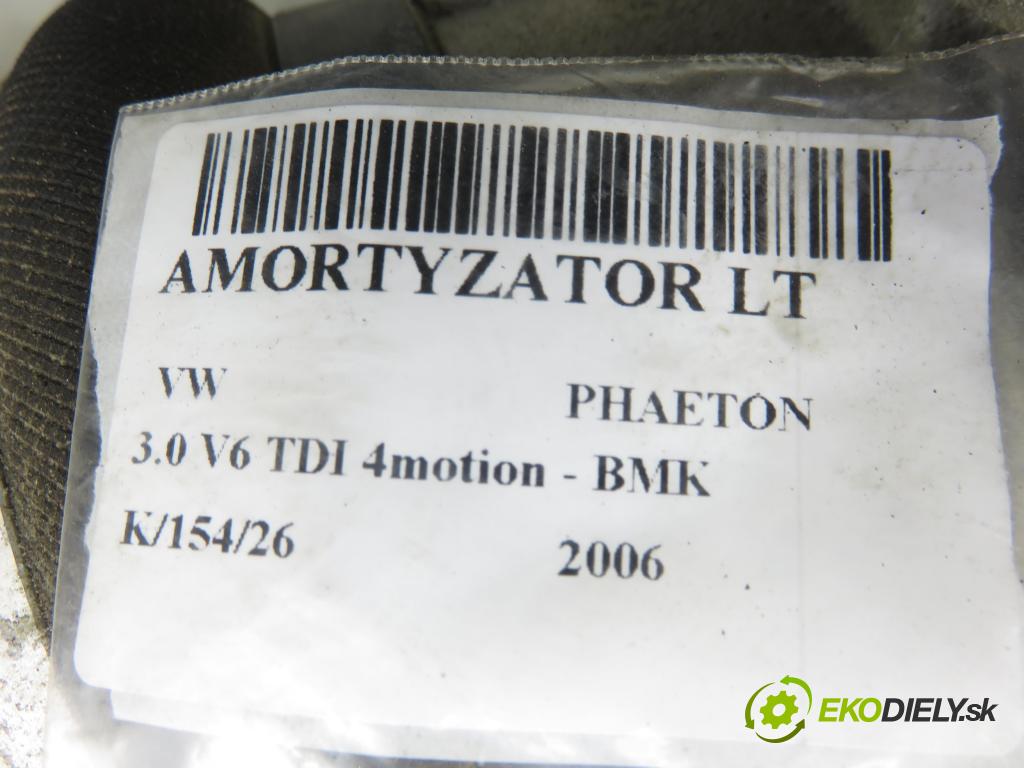 AMORTYZATOR LT
VW PHAETON
3.0 V6 TDI 4motion - BMK
K/154/26 2006
EKODIELY.sk